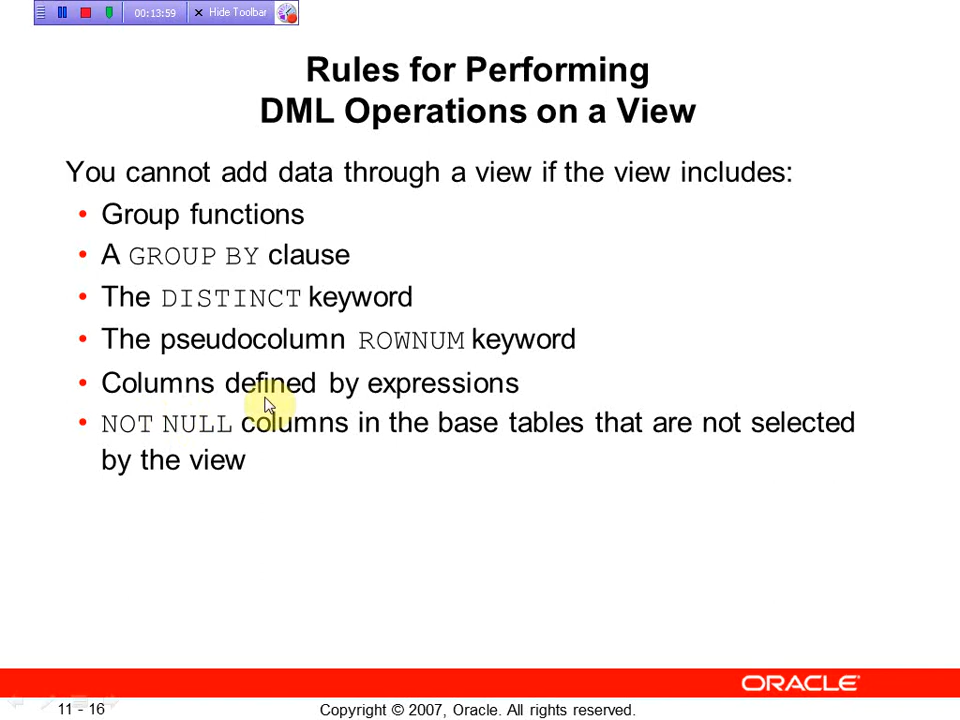 00:13:59 Hide Toolbar
Rules for Performing
DML Operations on a View
You cannot add data through a view if the view includes:
• Group functions
• A GROUP BY clause
• The DISTINCT keyword
• The pseudocolumn ROWNUM keyword
• Columns defined by expressions
• NOT NULL columns in the base tables that are not selected
by the view
ORACLE
11 - 16
Copyright © 2007, Oracle. All rights reserved.